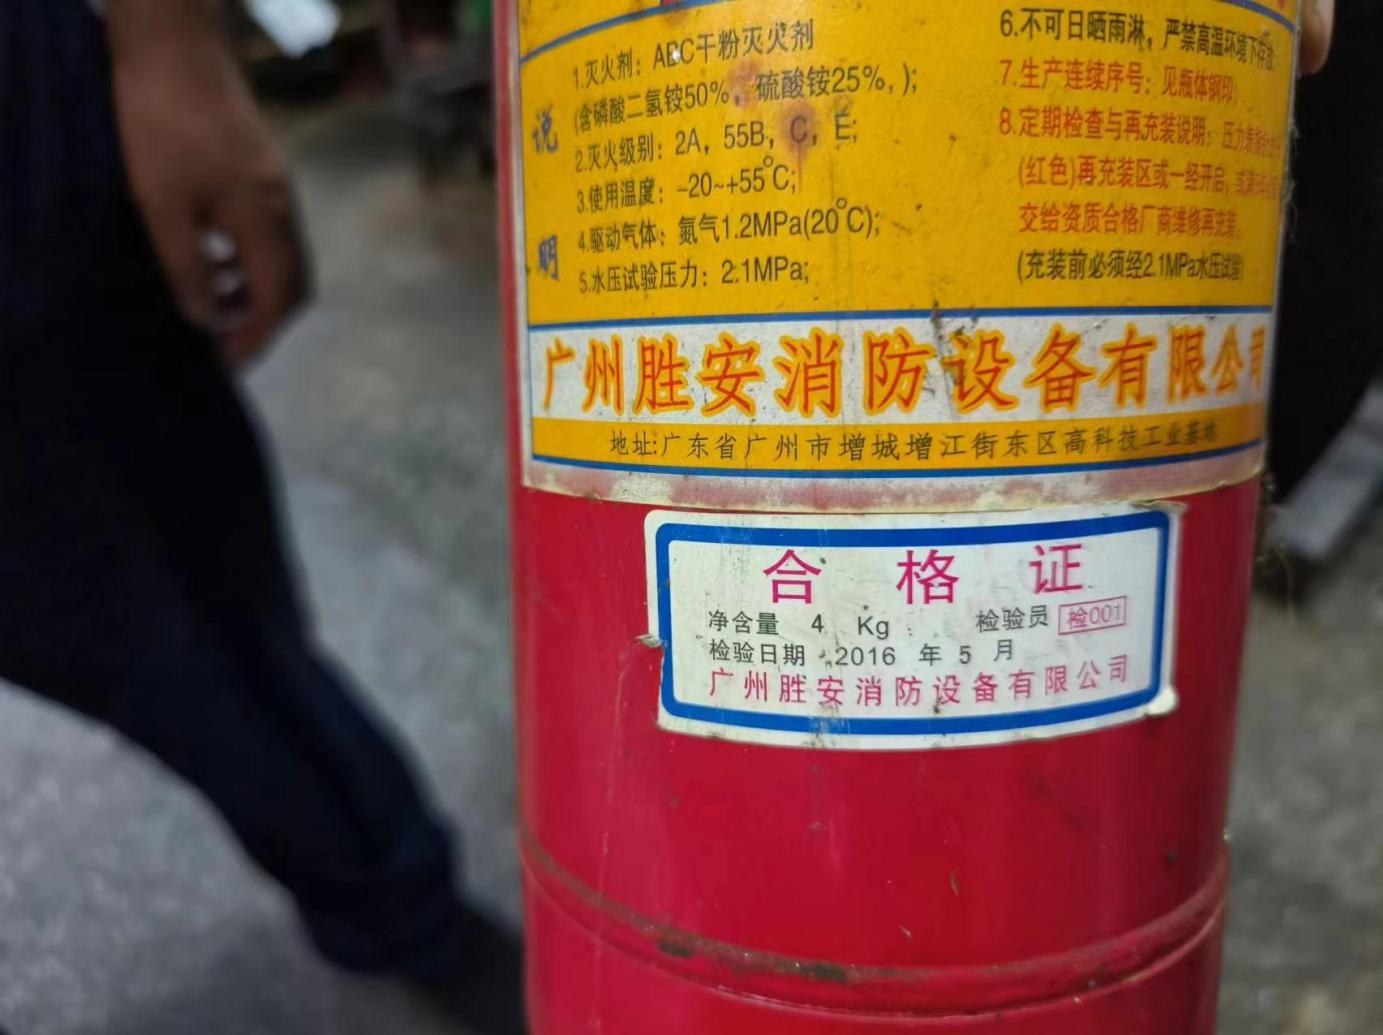 说明
1.灭火剂：ABC干粉灭火剂
(含磷酸二氢铵50%，硫酸铵25%，);
2.灭火级别：2A，55B，C，E;
3.使用温度：-20~+55℃;
4.驱动气体：氮气1.2MPa(20℃);
5.水压试验压力：2.1MPa;
6.不可日晒雨淋，严禁高温环境下存放
7.生产连续序号：见瓶体钢印;
8.定期检查与再充装说明：压力表
(红色)再充装区或一经开启，
交给资质合格厂商维修再充装。
(充装前必须经2.1MPa水压试验)
广州胜安消防设备有限公司
地址:广东省广州市增城增江街东区高科技工业基地
合格证
净含量 4 Kg 检验员 检001
检验日期 2016 年 5 月
广州胜安消防设备有限公司